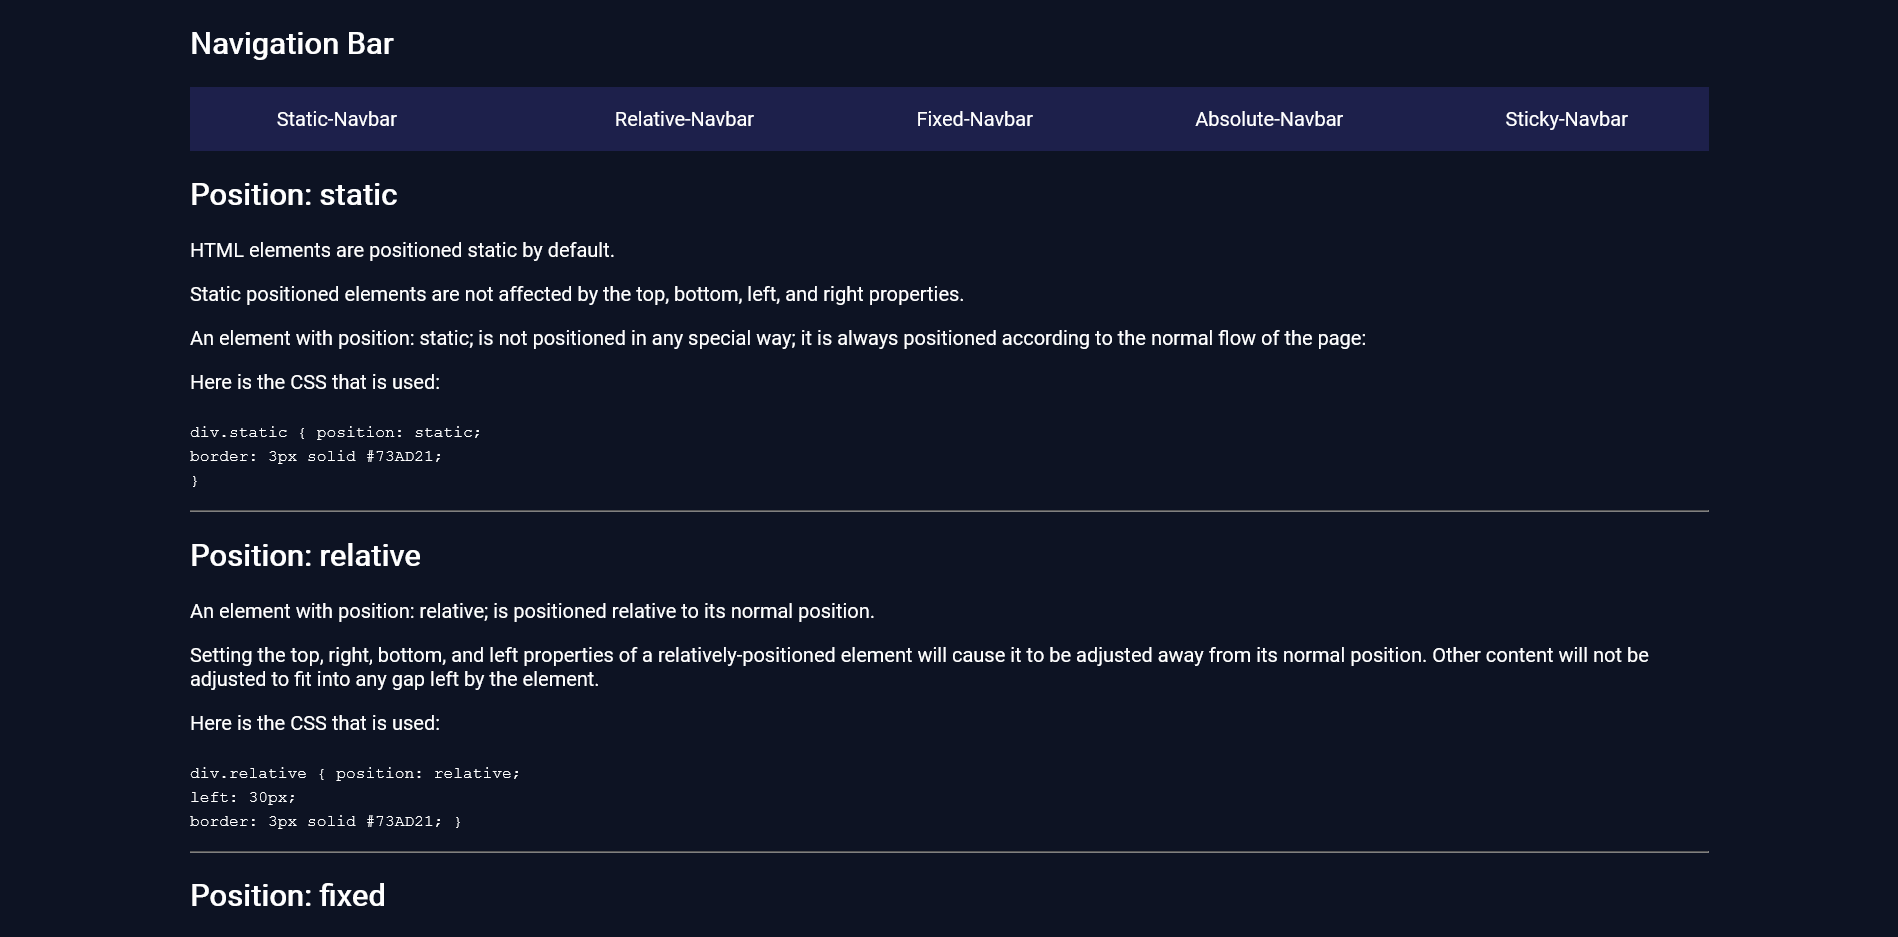 Navigation Bar
Static-Navbar Relative-Navbar Fixed-Navbar Absolute-Navbar Sticky-Navbar
Position: static
HTML elements are positioned static by default.
Static positioned elements are not affected by the top, bottom, left, and right properties.
An element with position: static; is not positioned in any special way; it is always positioned according to the normal flow of the page:
Here is the CSS that is used:
div.static { position: static;
border: 3px solid #73AD21;
}
Position: relative
An element with position: relative; is positioned relative to its normal position.
Setting the top, right, bottom, and left properties of a relatively-positioned element will cause it to be adjusted away from its normal position. Other content will not be
adjusted to fit into any gap left by the element.
Here is the CSS that is used:
div.relative { position: relative;
left: 30px;
border: 3px solid #73AD21; }
Position: fixed